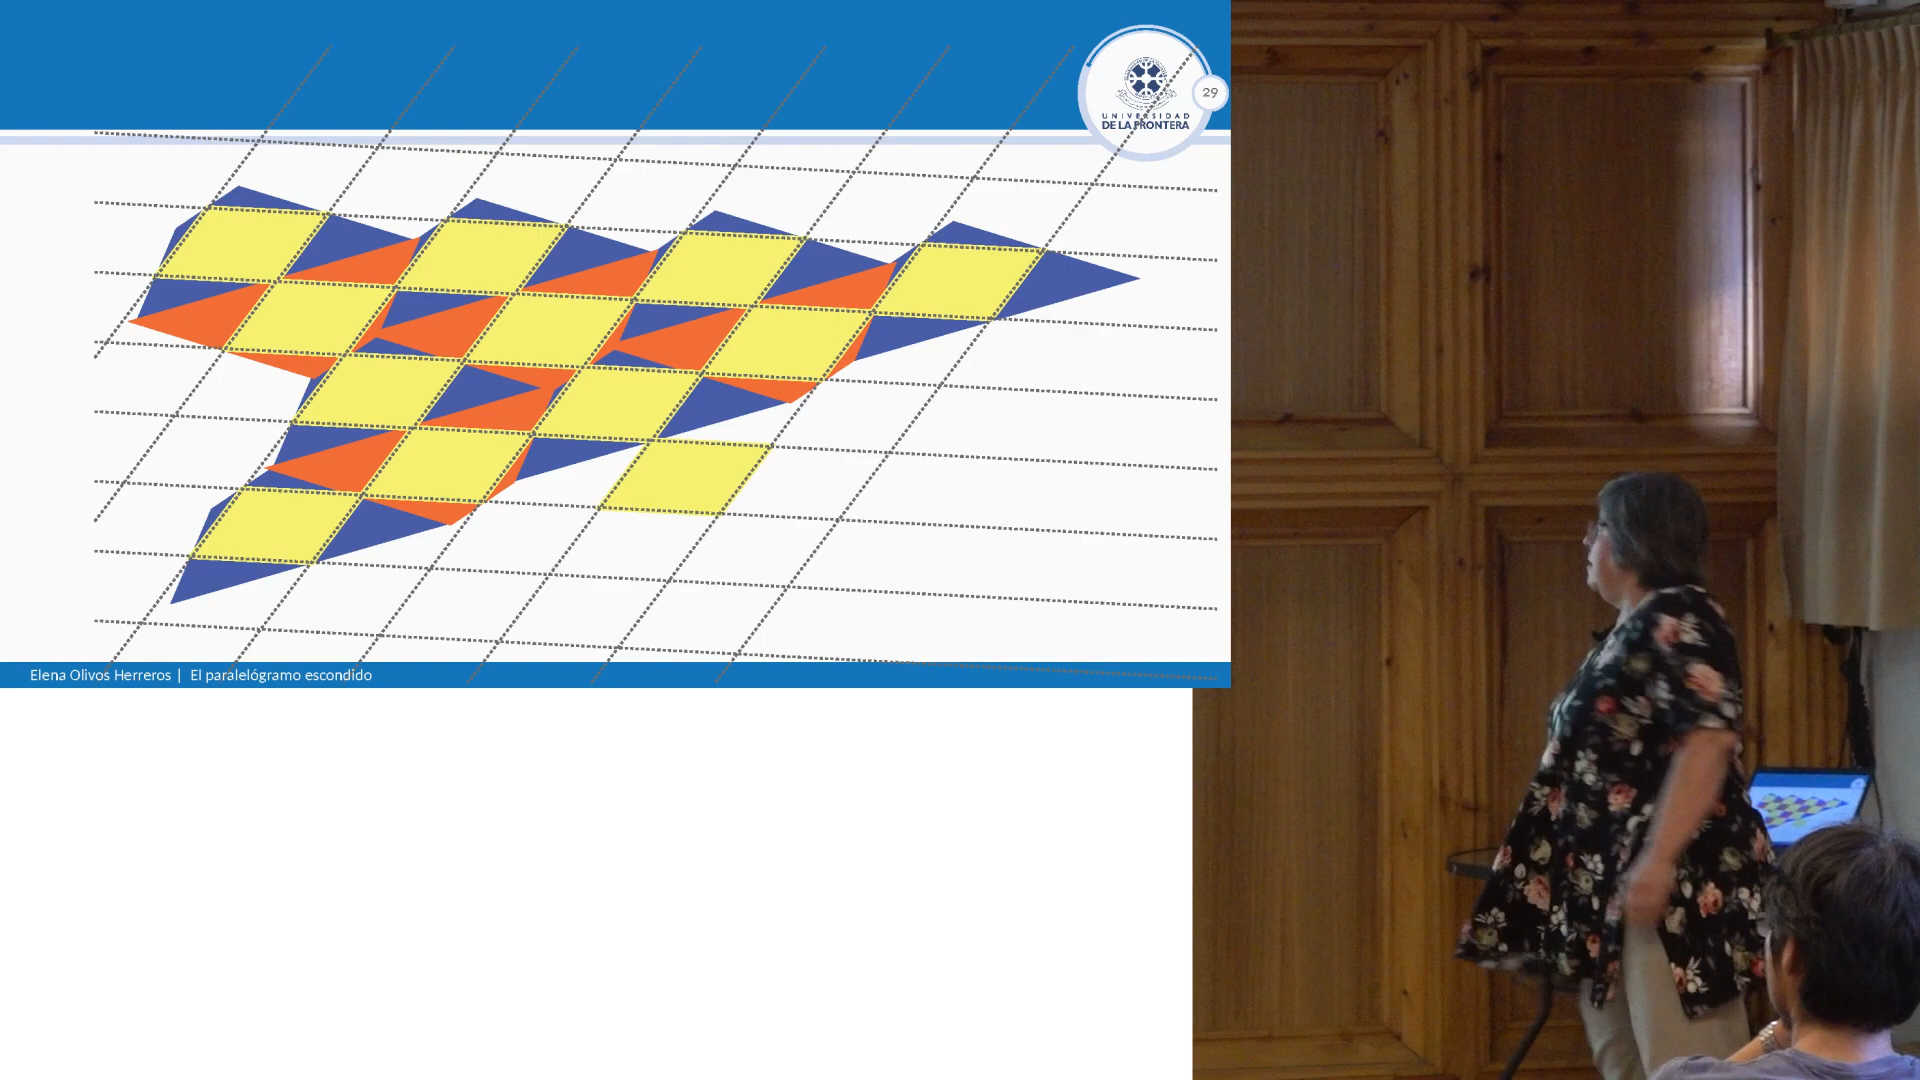 29
UNIVERSIDAD
DE LA FRONTERA
Elena Olivos Herreros | El paralelógramo escondido